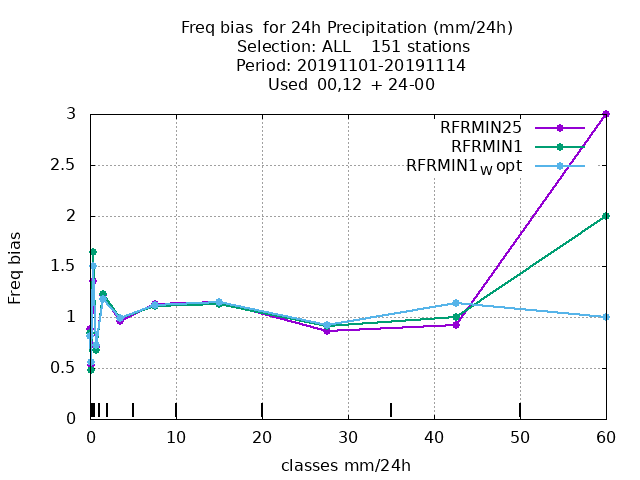 Freq bias  for 24h Precipitation (mm/24h)
Selection: ALL    151 stations
Period: 20191101-20191114
Used  00,12  + 24-00
RFRMIN25
RFRMIN1
RFRMIN1W opt
3
2.5
2
1.5
1
0.5
0
Freq bias
0 10 20 30 40 50 60
classes mm/24h